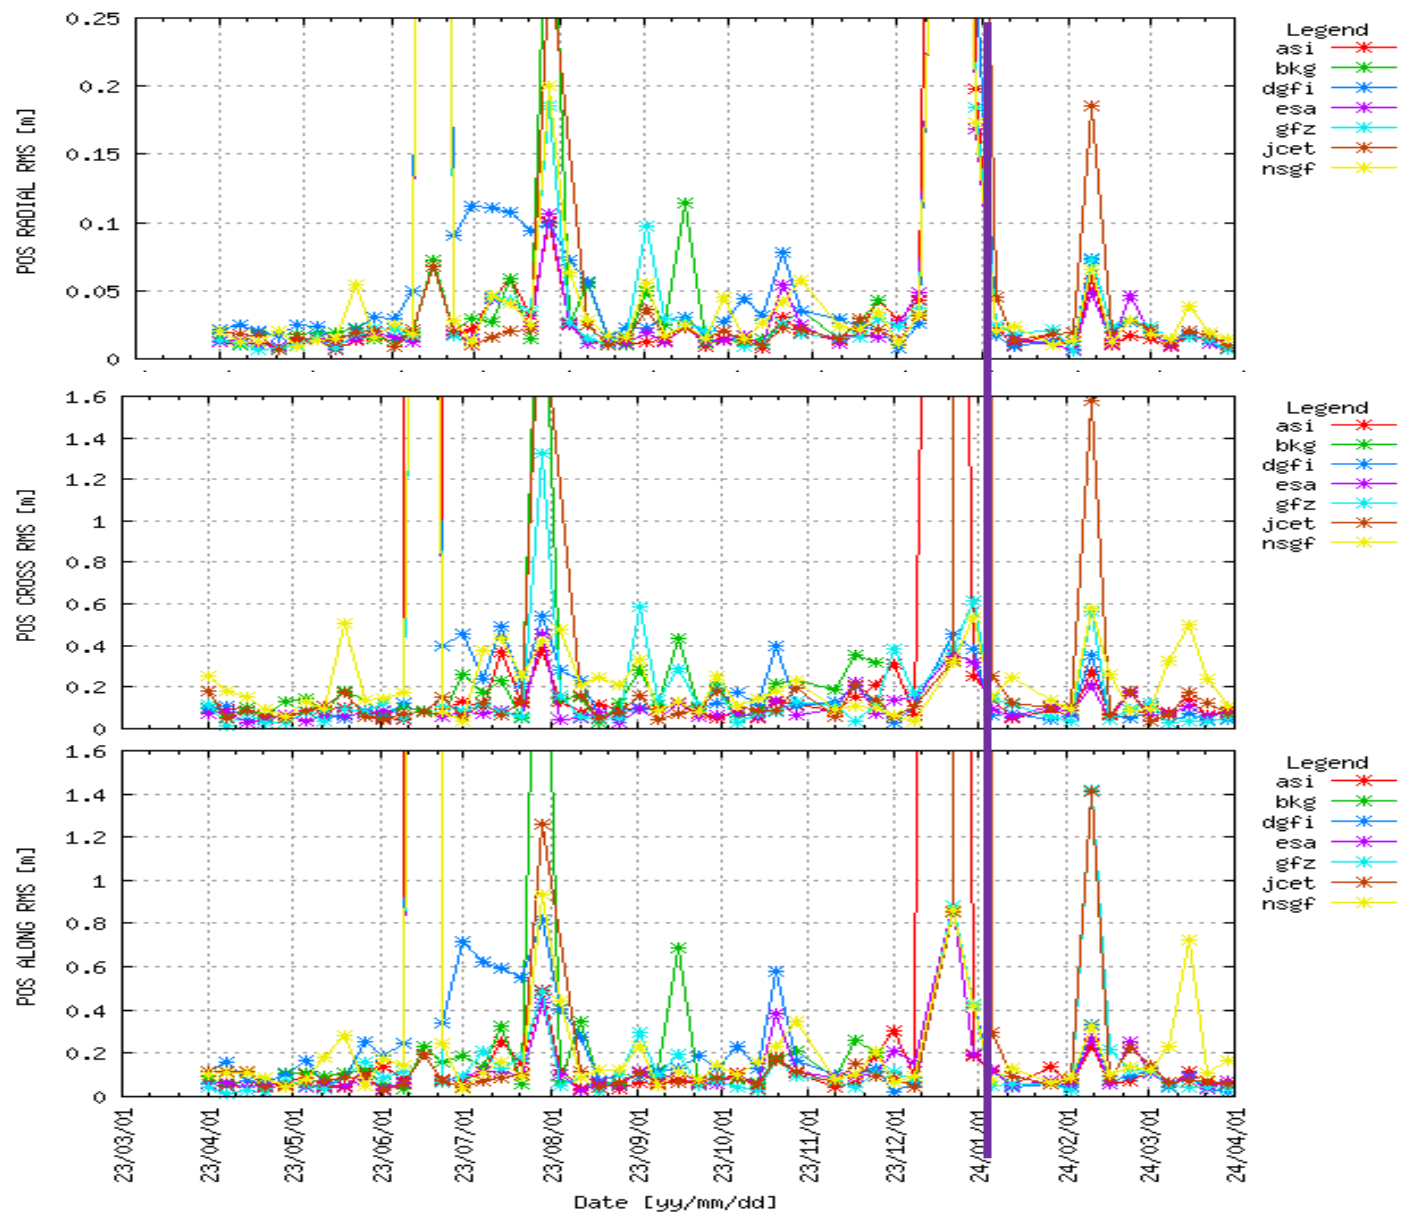 0.25
0.2
0.15
0.1
0.05
0
POS RADIAL RMS [m]
Legend
asi
bkg
dgfi
esa
gfz
jcet
nsgf
1.6
1.4
1.2
1
0.8
0.6
0.4
0.2
0
POS CROSS RMS [m]
Legend
asi
bkg
dgfi
esa
gfz
jcet
nsgf
1.6
1.4
1.2
1
0.8
0.6
0.4
0.2
0
POS ALONG RMS [m]
Legend
asi
bkg
dgfi
esa
gfz
jcet
nsgf
23/03/01
23/04/01
23/05/01
23/06/01
23/07/01
23/08/01
23/09/01
23/10/01
23/11/01
23/12/01
24/01/01
24/02/01
24/03/01
24/04/01
Date [yy/mm/dd]